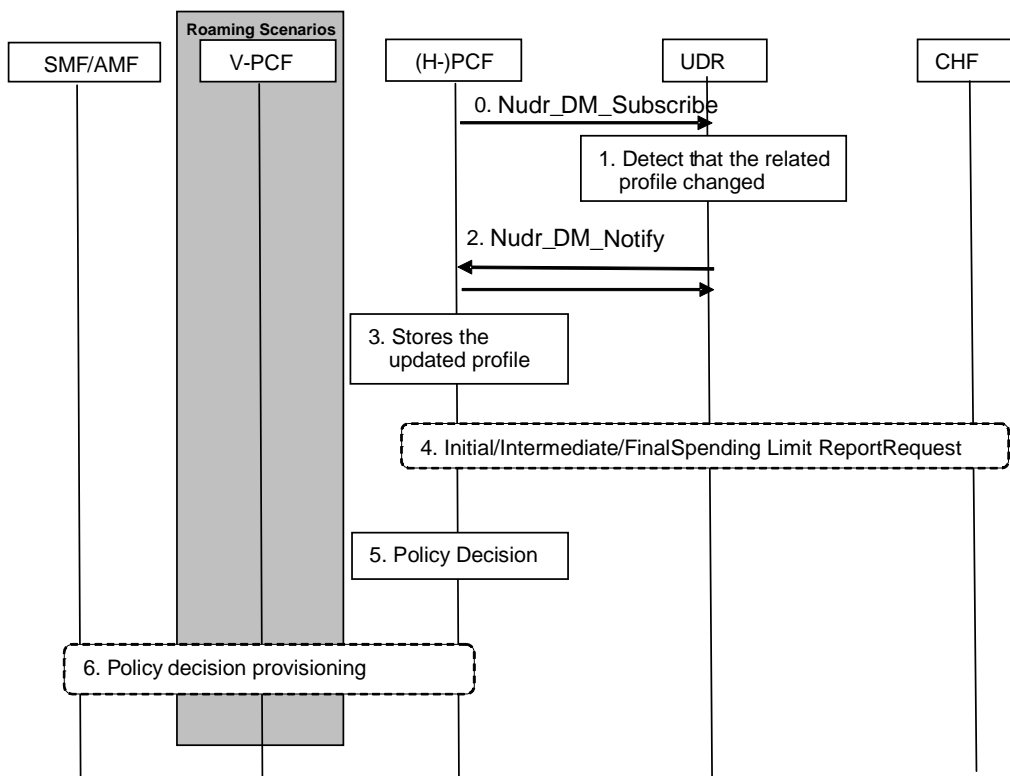 Roaming Scenarios
SMF/AMF
V-PCF
(H-)PCF
UDR
CHF
0. Nudr_DM_Subscribe
1. Detect that the related
profile changed
2. Nudr_DM_Notify
3. Stores the
updated profile
4. Initial/Intermediate/FinalSpending Limit ReportRequest
5. Policy Decision
6. Policy decision provisioning